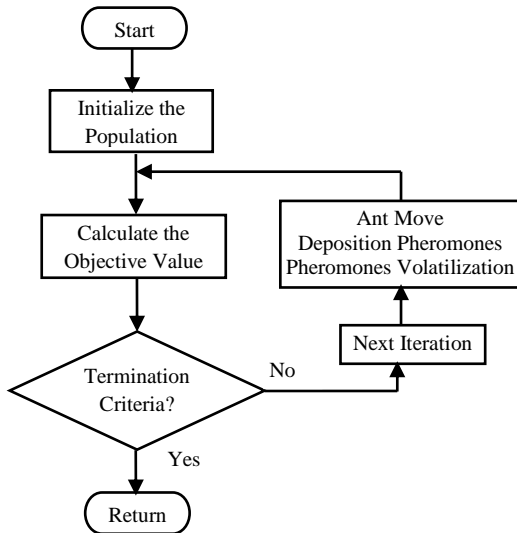 Start
Initialize the
Population
Calculate the
Objective Value
Ant Move
Deposition Pheromones
Pheromones Volatilization
Next Iteration
Termination
Criteria?
No
Yes
Return